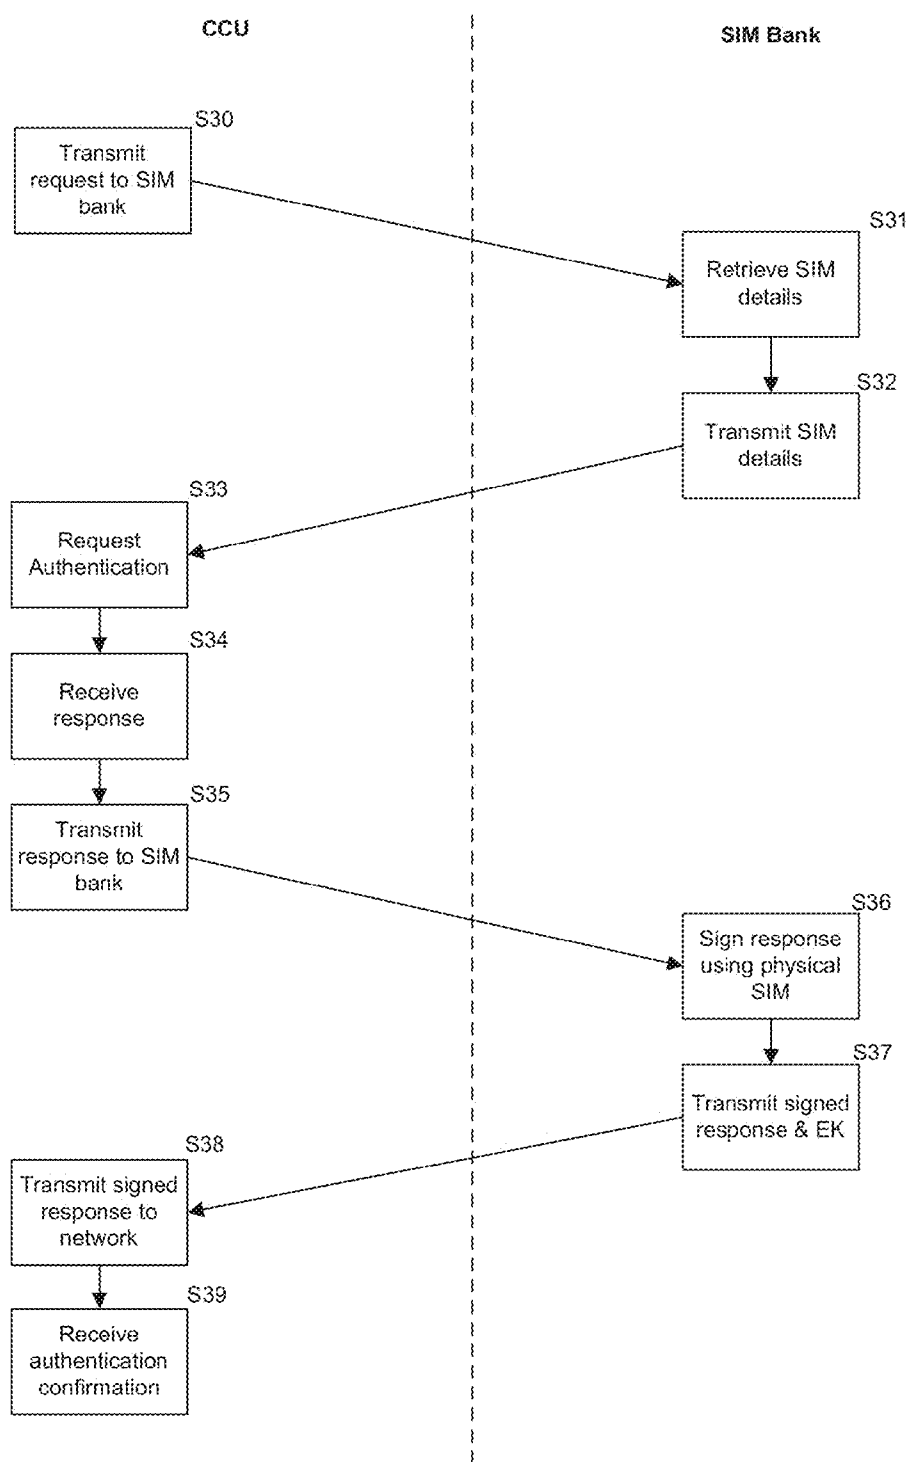 CCU
SIM Bank
S30
Transmit
request to SIM
bank
S31
Retrieve SIM
details
S32
Transmit SIM
details
S33
Request
Authentication
S34
Receive
response
S35
Transmit
response to SIM
bank
S36
Sign response
using physical
SIM
S37
Transmit signed
response & EK
S38
Transmit signed
response to
network
S39
Receive
authentication
confirmation